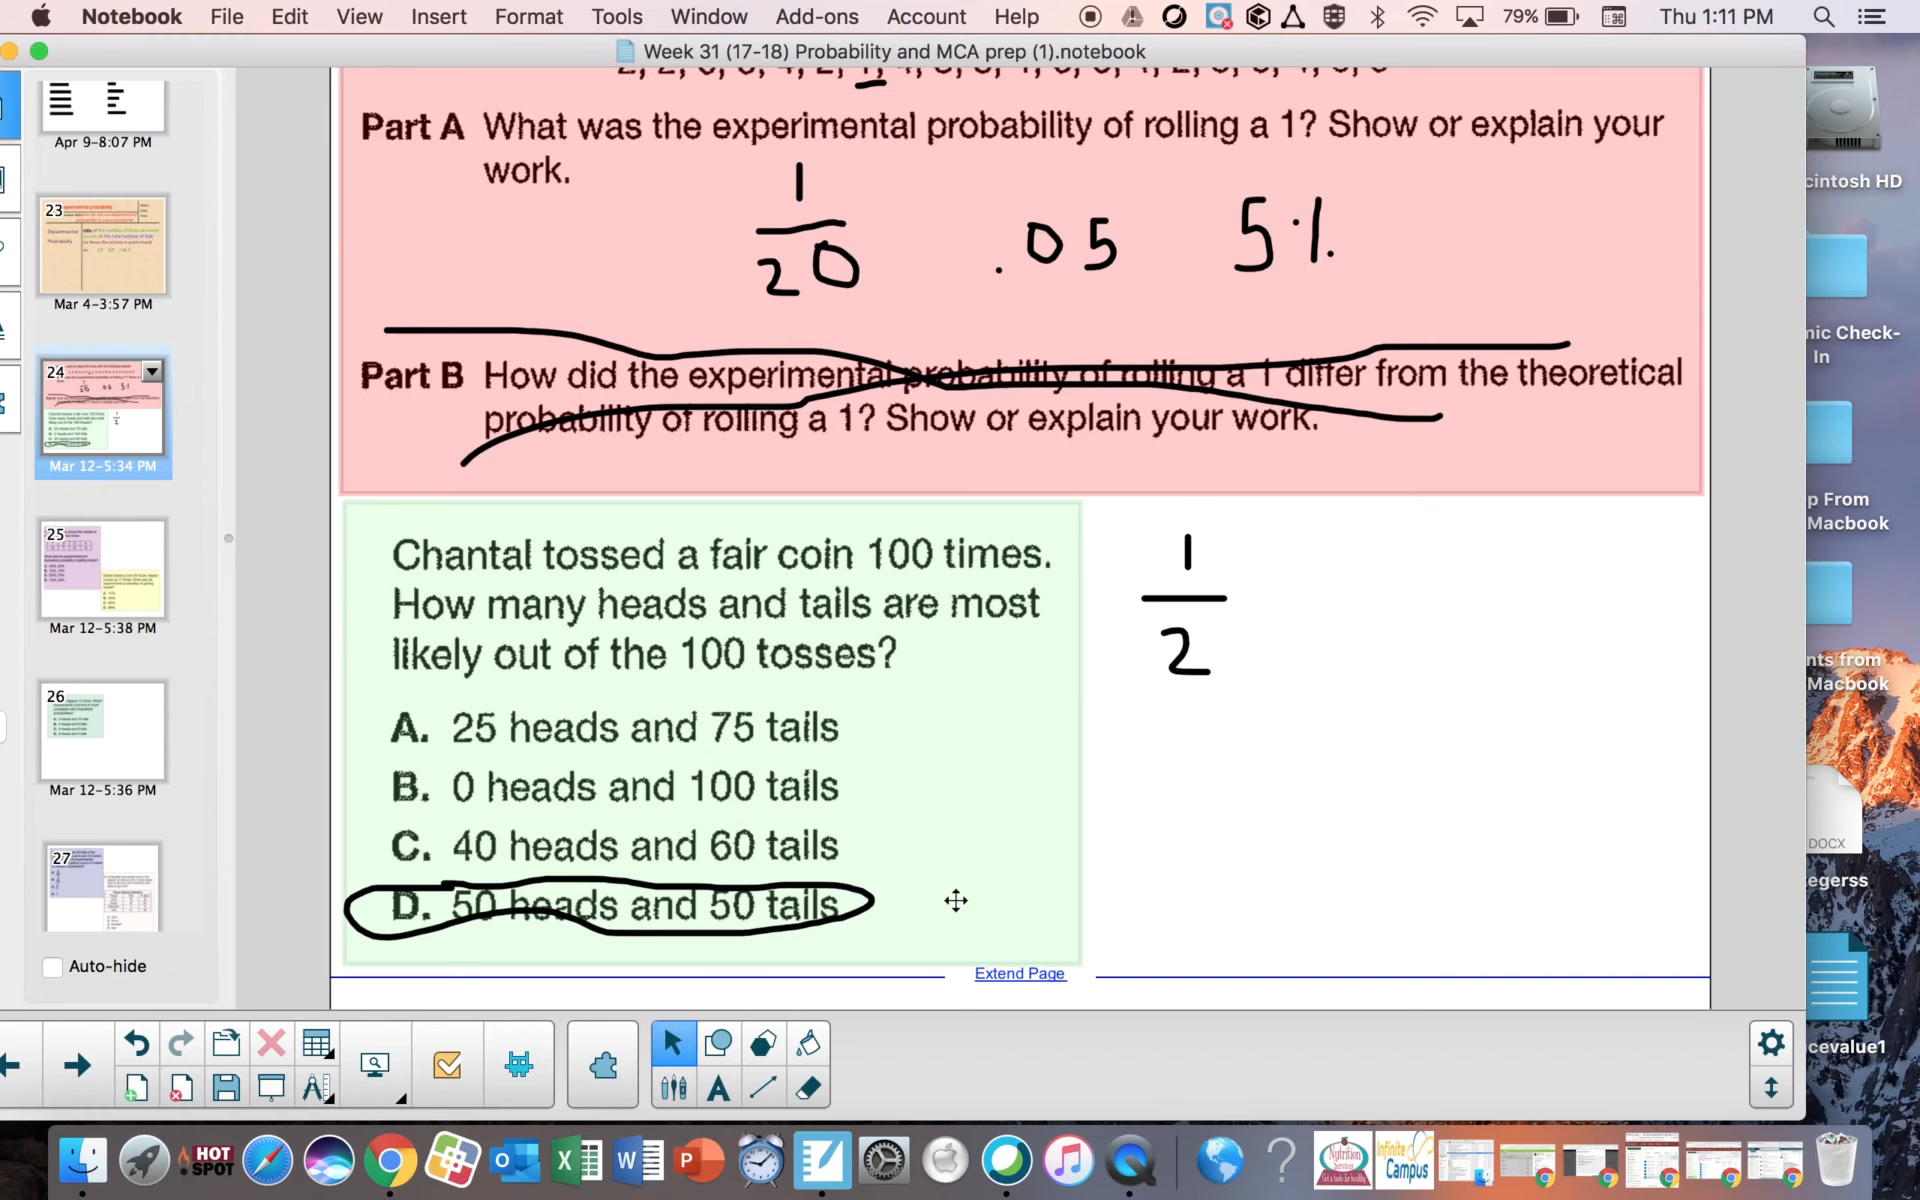 Notebook File Edit View Insert Format Tools Window Add-ons Account Help 79% Thu 1:11 PM
Week 31 (17-18) Probability and MCA prep (1).notebook
Part A What was the experimental probability of rolling a 1? Show or explain your
work.
1
20
.05
5%
Part B How did the experimental probability of rolling a 1 differ from the theoretical
probability of rolling a 1? Show or explain your work.
Chantal tossed a fair coin 100 times.
How many heads and tails are most
likely out of the 100 tosses?
A. 25 heads and 75 tails
B. 0 heads and 100 tails
C. 40 heads and 60 tails
D. 50 heads and 50 tails
1
2
Extend Page
Apr 9-8:07 PM
23
Mar 4-3:57 PM
24
Mar 12-5:34 PM
25
Mar 12-5:38 PM
26
Mar 12-5:36 PM
27
Auto-hide
cintosh HD
mic Check-
In
p From
Macbook
nts from
Macbook
DOCX
egerss
cevalue1
HOT
SPOT
Nutrition
Services
Infinite
Campus